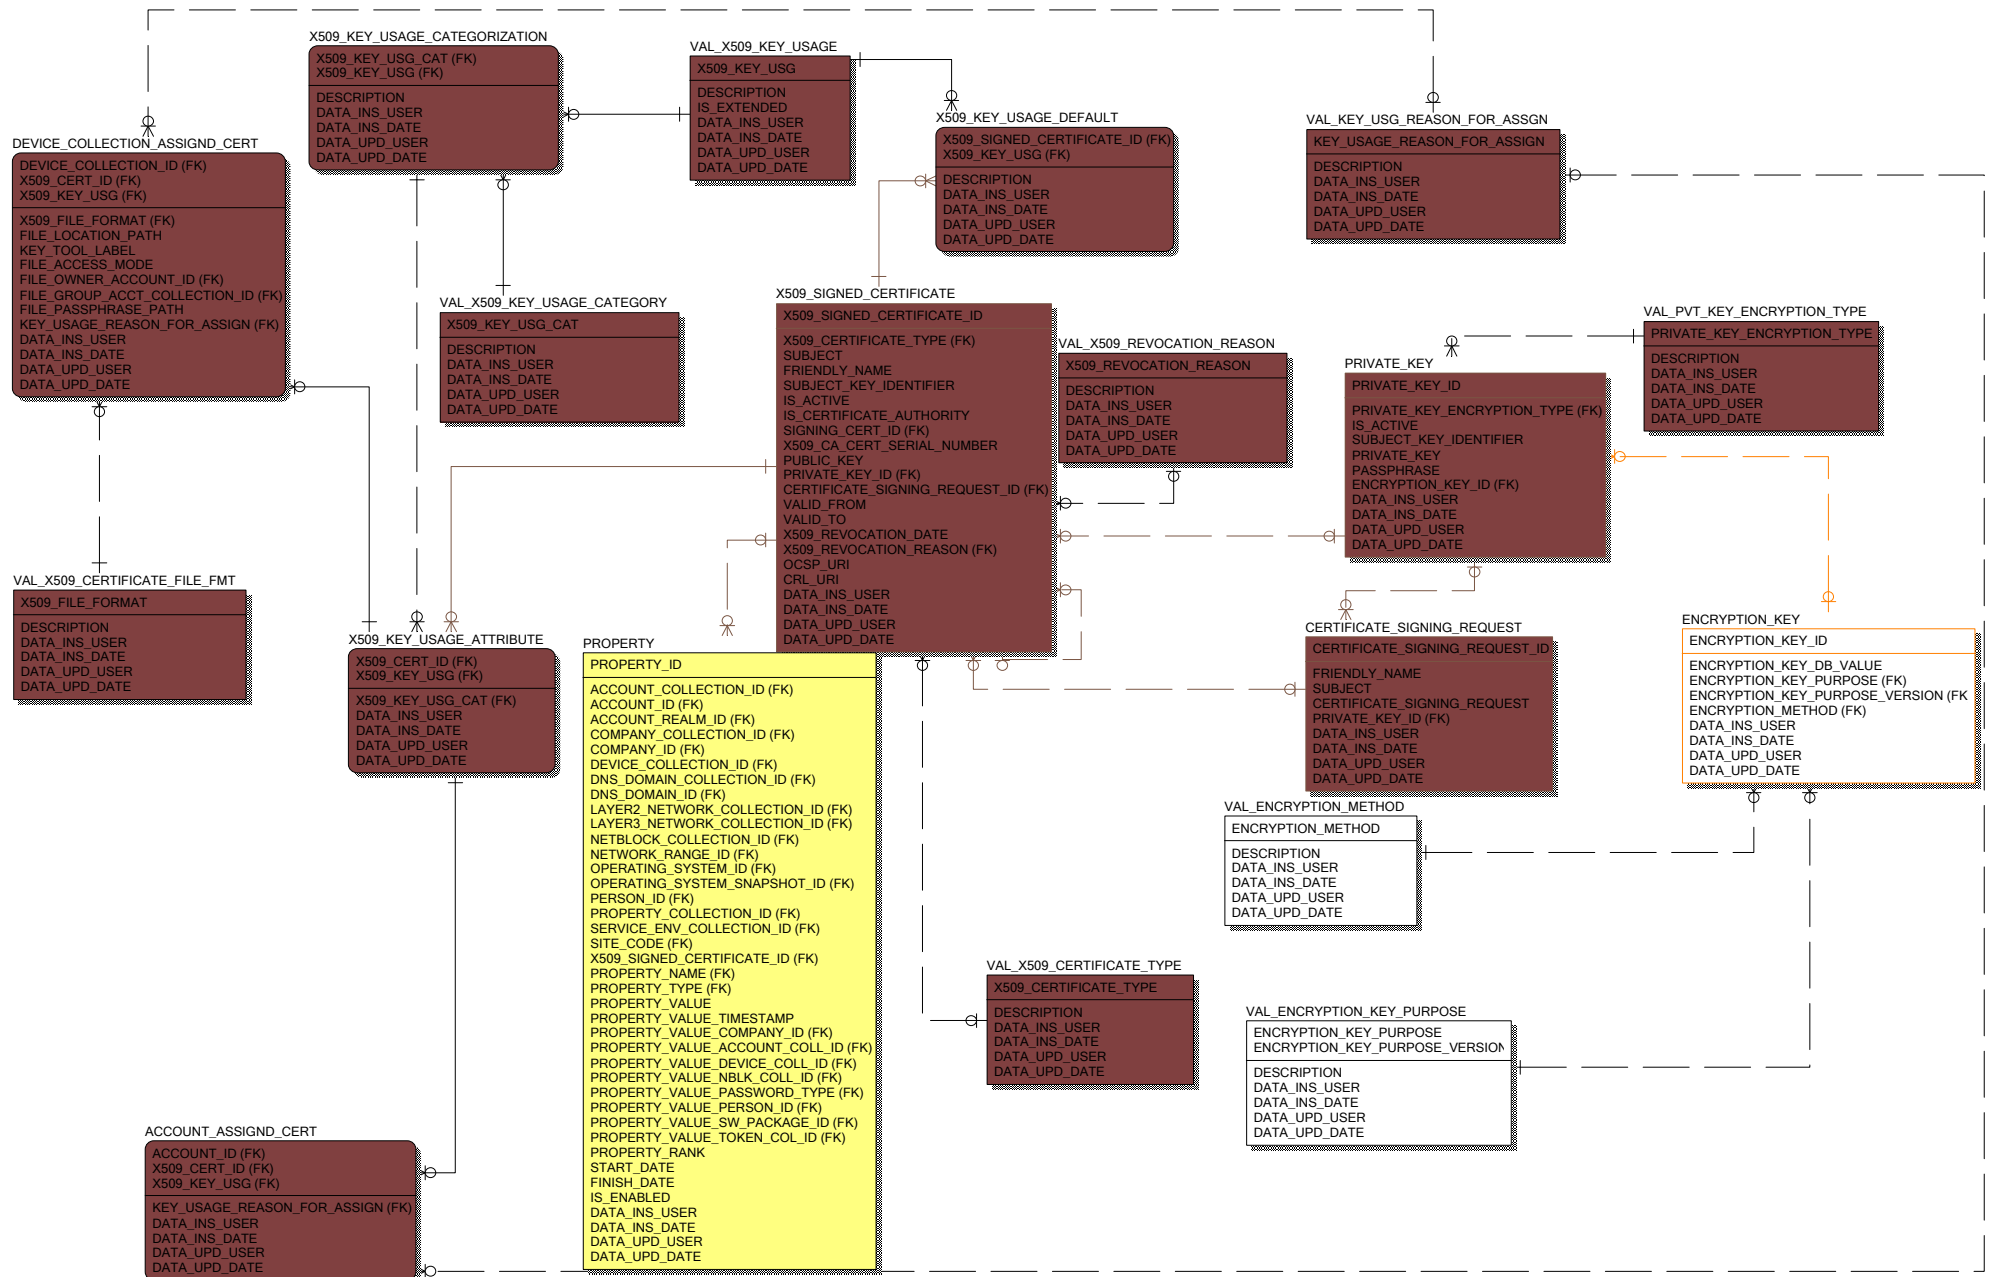 X509_KEY_USAGE_CATEGORIZATION
X509_KEY_USG_CAT (FK)
X509_KEY_USG (FK)
DESCRIPTION
DATA_INS_USER
DATA_INS_DATE
DATA_UPD_USER
DATA_UPD_DATE
VAL_X509_KEY_USAGE
X509_KEY_USG
DESCRIPTION
IS_EXTENDED
DATA_INS_USER
DATA_INS_DATE
DATA_UPD_USER
DATA_UPD_DATE
X509_KEY_USAGE_DEFAULT
X509_SIGNED_CERTIFICATE_ID (FK)
X509_KEY_USG (FK)
DESCRIPTION
DATA_INS_USER
DATA_INS_DATE
DATA_UPD_USER
DATA_UPD_DATE
VAL_KEY_USG_REASON_FOR_ASSGN
KEY_USAGE_REASON_FOR_ASSIGN
DESCRIPTION
DATA_INS_USER
DATA_INS_DATE
DATA_UPD_USER
DATA_UPD_DATE
DEVICE_COLLECTION_ASSIGND_CERT
DEVICE_COLLECTION_ID (FK)
X509_CERT_ID (FK)
X509_KEY_USG (FK)
X509_FILE_FORMAT (FK)
FILE_LOCATION_PATH
KEY_TOOL_LABEL
FILE_ACCESS_MODE
FILE_OWNER_ACCOUNT_ID (FK)
FILE_GROUP_ACCT_COLLECTION_ID (FK)
FILE_PASSPHRASE_PATH
KEY_USAGE_REASON_FOR_ASSIGN (FK)
DATA_INS_USER
DATA_INS_DATE
DATA_UPD_USER
DATA_UPD_DATE
VAL_X509_KEY_USAGE_CATEGORY
X509_KEY_USG_CAT
DESCRIPTION
DATA_INS_USER
DATA_INS_DATE
DATA_UPD_USER
DATA_UPD_DATE
X509_SIGNED_CERTIFICATE
X509_SIGNED_CERTIFICATE_ID
X509_CERTIFICATE_TYPE (FK)
SUBJECT
FRIENDLY_NAME
SUBJECT_KEY_IDENTIFIER
IS_ACTIVE
IS_CERTIFICATE_AUTHORITY
SIGNING_CERT_ID (FK)
X509_CA_CERT_SERIAL_NUMBER
PUBLIC_KEY
PRIVATE_KEY_ID (FK)
CERTIFICATE_SIGNING_REQUEST_ID (FK)
VALID_FROM
VALID_TO
X509_REVOCATION_DATE
X509_REVOCATION_REASON (FK)
OCSP_URI
CRL_URI
DATA_INS_USER
DATA_INS_DATE
DATA_UPD_USER
DATA_UPD_DATE
VAL_X509_REVOCATION_REASON
X509_REVOCATION_REASON
DESCRIPTION
DATA_INS_USER
DATA_INS_DATE
DATA_UPD_USER
DATA_UPD_DATE
PRIVATE_KEY
PRIVATE_KEY_ID
PRIVATE_KEY_ENCRYPTION_TYPE (FK)
IS_ACTIVE
SUBJECT_KEY_IDENTIFIER
PRIVATE_KEY
PASSPHRASE
ENCRYPTION_KEY_ID (FK)
DATA_INS_USER
DATA_INS_DATE
DATA_UPD_USER
DATA_UPD_DATE
VAL_PVT_KEY_ENCRYPTION_TYPE
PRIVATE_KEY_ENCRYPTION_TYPE
DESCRIPTION
DATA_INS_USER
DATA_INS_DATE
DATA_UPD_USER
DATA_UPD_DATE
VAL_X509_CERTIFICATE_FILE_FMT
X509_FILE_FORMAT
DESCRIPTION
DATA_INS_USER
DATA_INS_DATE
DATA_UPD_USER
DATA_UPD_DATE
X509_KEY_USAGE_ATTRIBUTE
X509_CERT_ID (FK)
X509_KEY_USG (FK)
X509_KEY_USG_CAT (FK)
DATA_INS_USER
DATA_INS_DATE
DATA_UPD_USER
DATA_UPD_DATE
PROPERTY
PROPERTY_ID
ACCOUNT_COLLECTION_ID (FK)
ACCOUNT_ID (FK)
ACCOUNT_REALM_ID (FK)
COMPANY_COLLECTION_ID (FK)
COMPANY_ID (FK)
DEVICE_COLLECTION_ID (FK)
DNS_DOMAIN_COLLECTION_ID (FK)
DNS_DOMAIN_ID (FK)
LAYER2_NETWORK_COLLECTION_ID (FK)
LAYER3_NETWORK_COLLECTION_ID (FK)
NETBLOCK_COLLECTION_ID (FK)
NETWORK_RANGE_ID (FK)
OPERATING_SYSTEM_ID (FK)
OPERATING_SYSTEM_SNAPSHOT_ID (FK)
PERSON_ID (FK)
PROPERTY_COLLECTION_ID (FK)
SERVICE_ENV_COLLECTION_ID (FK)
SITE_CODE (FK)
X509_SIGNED_CERTIFICATE_ID (FK)
PROPERTY_NAME (FK)
PROPERTY_TYPE (FK)
PROPERTY_VALUE
PROPERTY_VALUE_TIMESTAMP
PROPERTY_VALUE_COMPANY_ID (FK)
PROPERTY_VALUE_ACCOUNT_COLL_ID (FK)
PROPERTY_VALUE_DEVICE_COLL_ID (FK)
PROPERTY_VALUE_NBLK_COLL_ID (FK)
PROPERTY_VALUE_PASSWORD_TYPE (FK)
PROPERTY_VALUE_PERSON_ID (FK)
PROPERTY_VALUE_SW_PACKAGE_ID (FK)
PROPERTY_VALUE_TOKEN_COL_ID (FK)
PROPERTY_RANK
START_DATE
FINISH_DATE
IS_ENABLED
DATA_INS_USER
DATA_INS_DATE
DATA_UPD_USER
DATA_UPD_DATE
CERTIFICATE_SIGNING_REQUEST
CERTIFICATE_SIGNING_REQUEST_ID
FRIENDLY_NAME
SUBJECT
CERTIFICATE_SIGNING_REQUEST
PRIVATE_KEY_ID (FK)
DATA_INS_USER
DATA_INS_DATE
DATA_UPD_USER
DATA_UPD_DATE
ENCRYPTION_KEY
ENCRYPTION_KEY_ID
ENCRYPTION_KEY_DB_VALUE
ENCRYPTION_KEY_PURPOSE (FK)
ENCRYPTION_KEY_PURPOSE_VERSION (FK
ENCRYPTION_METHOD (FK)
DATA_INS_USER
DATA_INS_DATE
DATA_UPD_USER
DATA_UPD_DATE
VAL_ENCRYPTION_METHOD
ENCRYPTION_METHOD
DESCRIPTION
DATA_INS_USER
DATA_INS_DATE
DATA_UPD_USER
DATA_UPD_DATE
VAL_X509_CERTIFICATE_TYPE
X509_CERTIFICATE_TYPE
DESCRIPTION
DATA_INS_USER
DATA_INS_DATE
DATA_UPD_USER
DATA_UPD_DATE
VAL_ENCRYPTION_KEY_PURPOSE
ENCRYPTION_KEY_PURPOSE
ENCRYPTION_KEY_PURPOSE_VERSION
DESCRIPTION
DATA_INS_USER
DATA_INS_DATE
DATA_UPD_USER
DATA_UPD_DATE
ACCOUNT_ASSIGND_CERT
ACCOUNT_ID (FK)
X509_CERT_ID (FK)
X509_KEY_USG (FK)
KEY_USAGE_REASON_FOR_ASSIGN (FK)
DATA_INS_USER
DATA_INS_DATE
DATA_UPD_USER
DATA_UPD_DATE